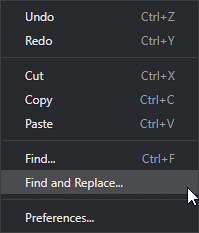 Undo Ctrl+Z
Redo Ctrl+Y
Cut Ctrl+X
Copy Ctrl+C
Paste Ctrl+V
Find... Ctrl+F
Find and Replace...
Preferences...